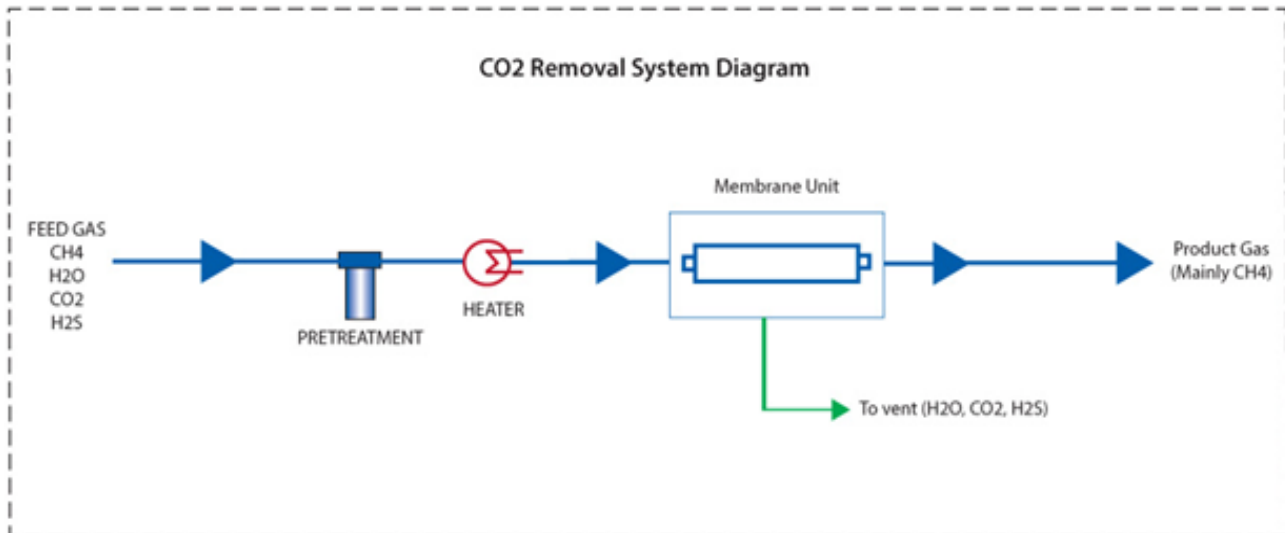 CO2 Removal System Diagram
Membrane Unit
FEED GAS
CH4
H2O
CO2
H2S
PRETREATMENT
HEATER
Product Gas
(Mainly CH4)
To vent (H2O, CO2, H2S)